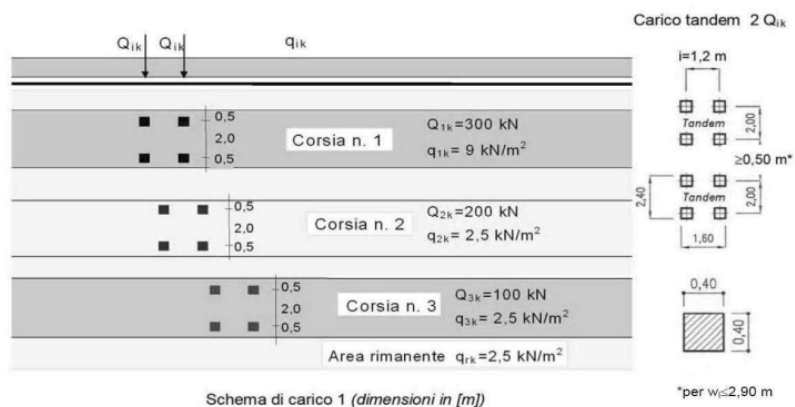 Carico tandem 2 Qik
Qik Qik qik
i=1,2 m
0,5
2,0
0,5
Corsia n. 1
Q1k=300 kN
q1k= 9 kN/m²
Tandem
2,00
≥0,50 m*
0,5
2,0
0,5
Corsia n. 2
Q2k=200 kN
q2k= 2,5 kN/m²
2,40
Tandem
2,00
1,60
0,5
2,0
0,5
Corsia n. 3
Q3k=100 kN
q3k= 2,5 kN/m²
0,40
0,40
Area rimanente qrk=2,5 kN/m²
Schema di carico 1 (dimensioni in [m])
*per wl≤2,90 m